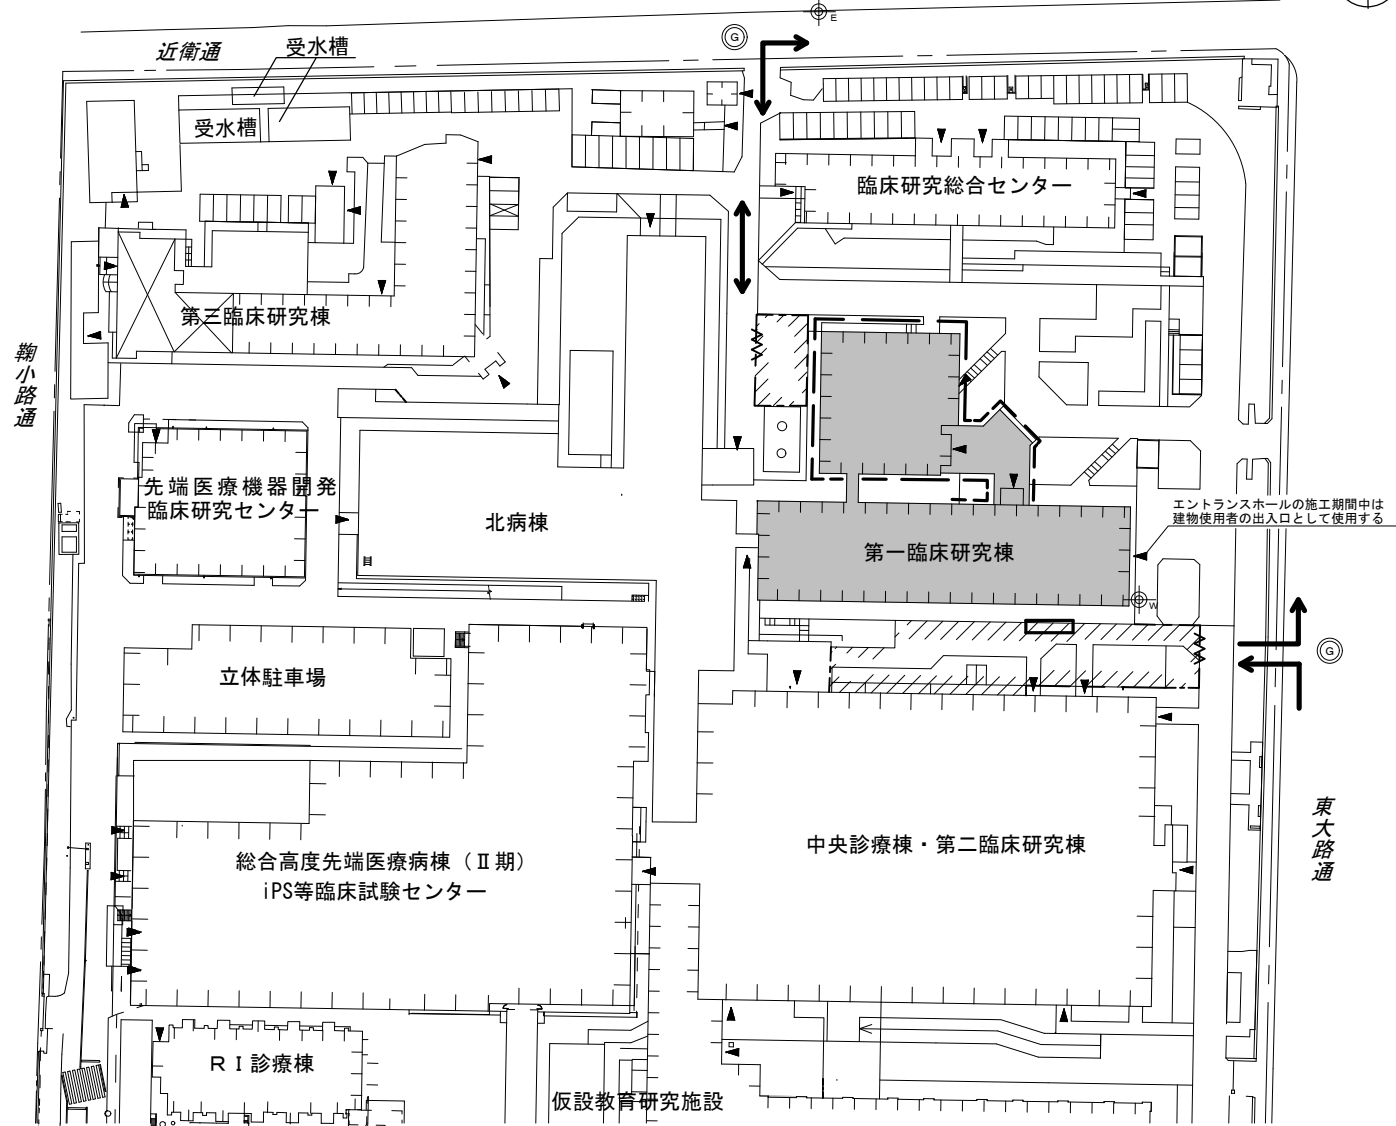 E
G
近衛通
受水槽
受水槽
臨床研究総合センター
第三臨床研究棟
鞠小路通
先端医療機器開発
臨床研究センター
北病棟
エントランスホールの施工期間中は
建物使用者の出入口として使用する
第一臨床研究棟
W
G
立体駐車場
東大路通
中央診療棟・第二臨床研究棟
総合高度先端医療病棟（Ⅱ期）
iPS等臨床試験センター
ＲＩ診療棟
仮設教育研究施設